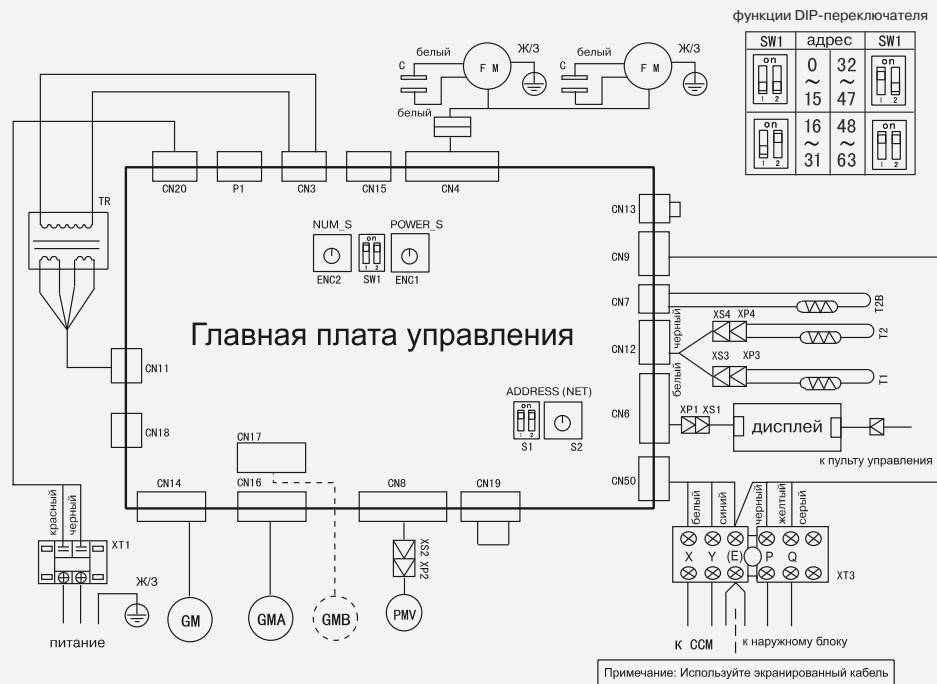 функции DIP-переключателя
SW1 адрес SW1
on
1 2
0 ~ 15
32 ~ 47
on
1 2
on
1 2
16 ~ 31
48 ~ 63
on
1 2
белый
Ж/З
белый
Ж/З
C
F M
C
F M
белый
CN20
P1
CN3
CN15
CN4
TR
CN13
NUM_S
POWER_S
on
1 2
ENC2
SW1
ENC1
CN9
CN7
T2B
Главная плата управления
черный
XS4 XP4
T2
CN12
CN11
белый
XS3 XP3
T1
ADDRESS (NET)
on
1 2
S1
S2
CN6
XP1 XS1
дисплей
CN18
CN17
к пульту управления
CN50
CN14
CN16
CN8
CN19
красный
черный
белый
синий
черный
желтый
серый
XT1
XS2 XP2
X Y (E) P Q
XT3
Ж/З
GM
GMA
GMB
PMV
питание
К CCM
к наружному блоку
Примечание: Используйте экранированный кабель